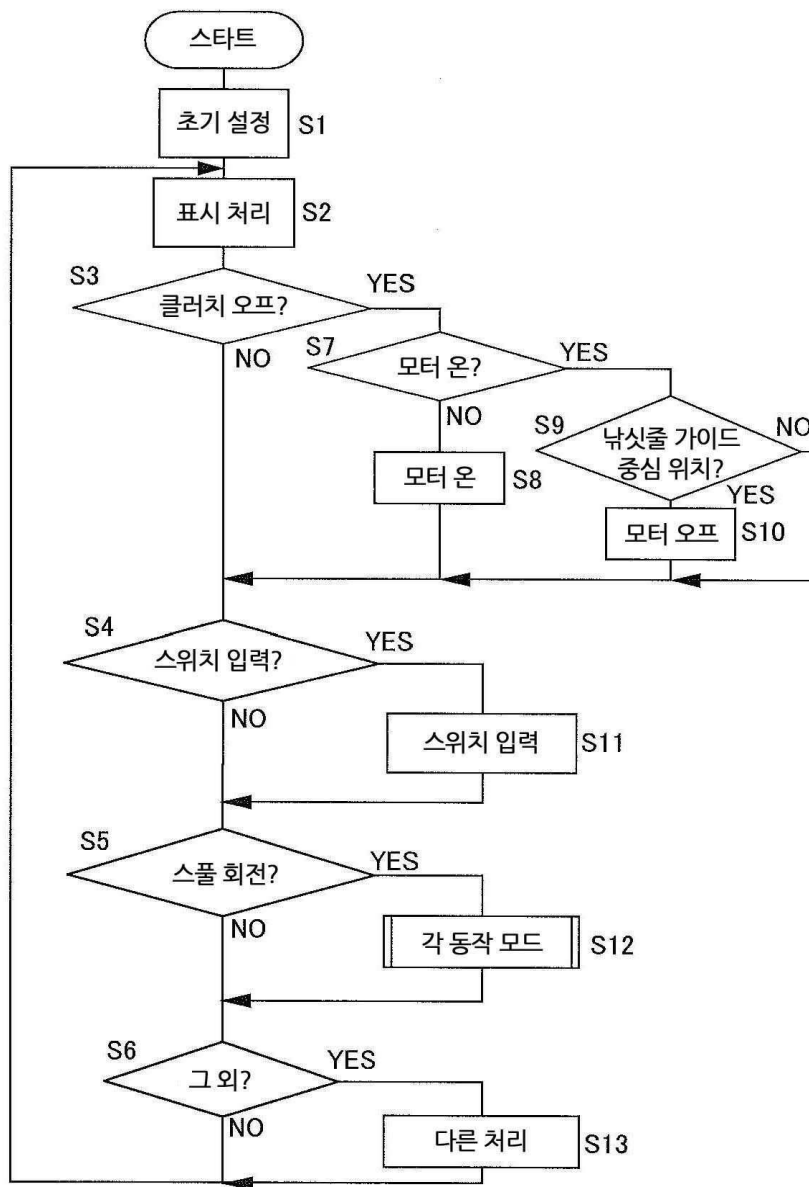 스타트
초기 설정 S1
표시 처리 S2
S3 클러치 오프? YES
NO
S7 모터 온? YES
NO
S9 낚싯줄 가이드 NO
중심 위치?
YES
모터 온 S8
모터 오프 S10
S4 스위치 입력? YES
NO
스위치 입력 S11
S5 스풀 회전? YES
NO
각 동작 모드 S12
S6 그 외? YES
NO
다른 처리 S13